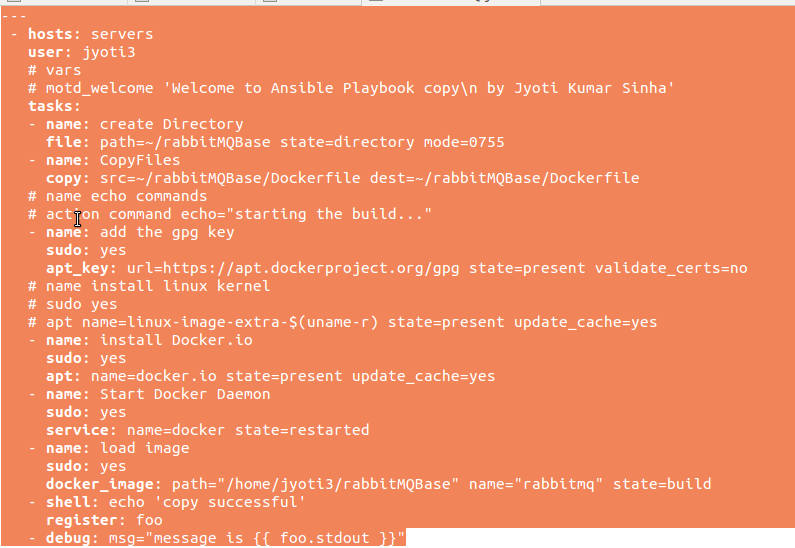 ---
 - hosts: servers
   user: jyoti3
   # vars
   # motd_welcome 'Welcome to Ansible Playbook copy\n by Jyoti Kumar Sinha'
   tasks:
   - name: create Directory
     file: path=~/rabbitMQBase state=directory mode=0755
   - name: CopyFiles
     copy: src=~/rabbitMQBase/Dockerfile dest=~/rabbitMQBase/Dockerfile
   # name echo commands
   # action command echo="starting the build..."
   - name: add the gpg key
     sudo: yes
     apt_key: url=https://apt.dockerproject.org/gpg state=present validate_certs=no
   # name install linux kernel
   # sudo yes
   # apt name=linux-image-extra-$(uname-r) state=present update_cache=yes
   - name: install Docker.io
     sudo: yes
     apt: name=docker.io state=present update_cache=yes
   - name: Start Docker Daemon
     sudo: yes
     service: name=docker state=restarted
   - name: load image
     sudo: yes
     docker_image: path="/home/jyoti3/rabbitMQBase" name="rabbitmq" state=build
   - shell: echo 'copy successful'
     register: foo
   - debug: msg="message is {{ foo.stdout }}"